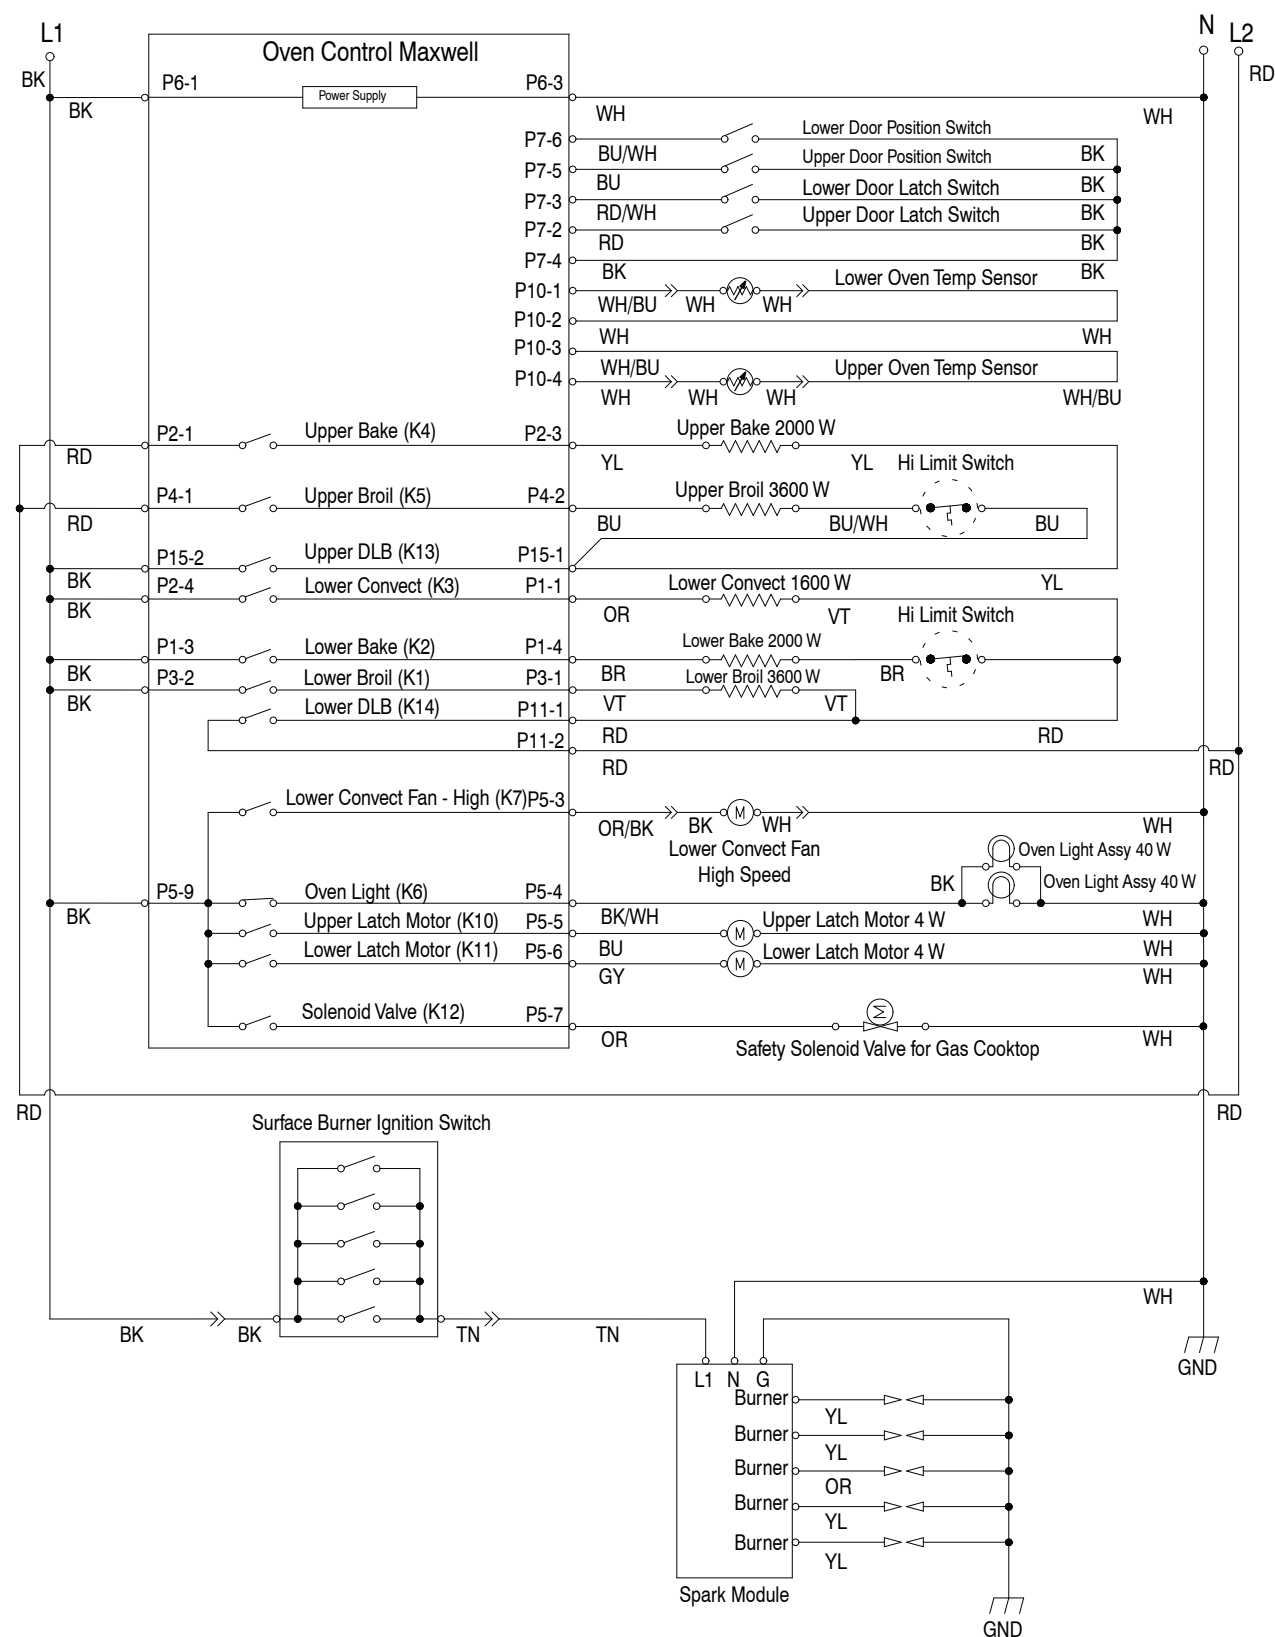 L1
N
L2
Oven Control Maxwell
BK
RD
P6-1
Power Supply
P6-3
BK
WH
WH
P7-6
Lower Door Position Switch
BU/WH
P7-5
Upper Door Position Switch
BK
BU
P7-3
Lower Door Latch Switch
BK
RD/WH
P7-2
Upper Door Latch Switch
BK
RD
BK
P7-4
BK
BK
P10-1
Lower Oven Temp Sensor
WH/BU
WH
WH
P10-2
WH
WH
P10-3
WH/BU
P10-4
Upper Oven Temp Sensor
WH
WH
WH
WH/BU
P2-1
Upper Bake (K4)
P2-3
Upper Bake 2000 W
RD
YL
YL
Hi Limit Switch
P4-1
Upper Broil (K5)
P4-2
Upper Broil 3600 W
RD
BU
BU/WH
BU
P15-2
Upper DLB (K13)
P15-1
BK
YL
P2-4
Lower Convect (K3)
P1-1
Lower Convect 1600 W
BK
OR
VT
Hi Limit Switch
P1-3
Lower Bake (K2)
P1-4
Lower Bake 2000 W
BK
BR
BR
P3-2
Lower Broil (K1)
P3-1
Lower Broil 3600 W
BK
VT
VT
Lower DLB (K14)
P11-1
RD
RD
P11-2
RD
RD
Lower Convect Fan - High (K7)
P5-3
OR/BK
BK
WH
WH
Lower Convect Fan
High Speed
M
Oven Light Assy 40 W
P5-9
Oven Light (K6)
P5-4
BK
Oven Light Assy 40 W
BK
BK/WH
WH
Upper Latch Motor (K10)
P5-5
M
Upper Latch Motor 4 W
BU
WH
Lower Latch Motor (K11)
P5-6
M
Lower Latch Motor 4 W
GY
WH
Solenoid Valve (K12)
P5-7
M
OR
WH
Safety Solenoid Valve for Gas Cooktop
RD
RD
Surface Burner Ignition Switch
WH
BK
BK
TN
TN
GND
L1
N
G
Burner
YL
Burner
YL
Burner
OR
Burner
YL
Burner
YL
Spark Module
GND